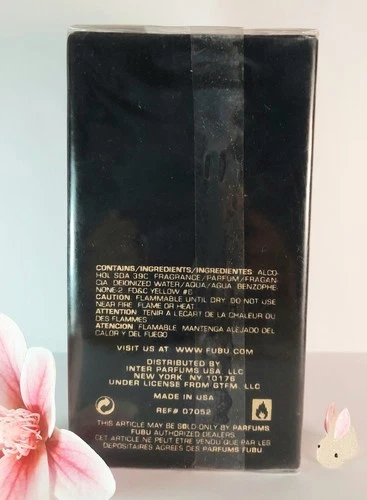 CONTAINS/INGREDIENTS/INGREDIENTES ALCO-
HOL SDA 39C FRAGRANCE/PARFUM/FRAGAN-
CIA DEIONIZED WATER/AQUA/AGUA BENZOPHE-
NONE-2 FD&C YELLOW #6
CAUTION FLAMMABLE UNTIL DRY DO NOT USE
NEAR FIRE FLAME OR HEAT
ATTENTION TENIR A L'ECART DE LA CHALEUR OU
DES FLAMMES
ATENCION FLAMABLE MANTENGA ALEJADO DEL
CALOR Y DEL FUEGO
VISIT US AT WWW.FUBU.COM
DISTRIBUTED BY
INTER PARFUMS USA LLC
NEW YORK, NY 10176
UNDER LICENSE FROM GTFM, LLC
MADE IN USA
REF# 07052
THIS ARTICLE MAY BE SOLD ONLY BY PARFUMS
FUBU AUTHORIZED DEALERS
CET ARTICLE NE PEUT ETRE VENDU QUE PAR LES
DEPOSITAIRES AGREES DES PARFUMS FUBU